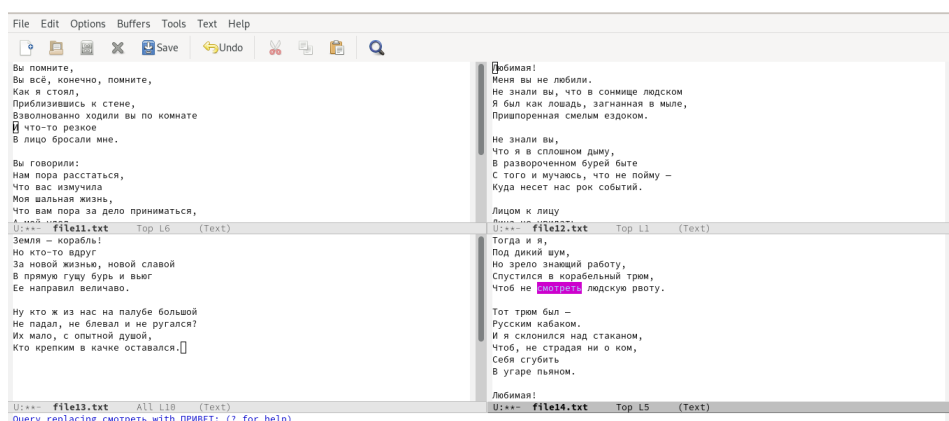 File Edit Options Buffers Tools Text Help
Save Undo
Вы помните,
Вы всё, конечно, помните,
Как я стоял,
Приблизившись к стене,
Взволнованно ходили вы по комнате
И что-то резкое
В лицо бросали мне.
Вы говорили:
Нам пора расстаться,
Что вас измучила
Моя шальная жизнь,
Что вам пора за дело приниматься,
U:**- file11.txt Top L6 (Text)
Любимая!
Меня вы не любили.
Не знали вы, что в сонмище людском
Я был как лошадь, загнанная в мыле,
Пришпоренная смелым ездоком.
Не знали вы,
Что я в сплошном дыму,
В развороченном бурей быте
С того и мучаюсь, что не пойму —
Куда несет нас рок событий.
Лицом к лицу
U:**- file12.txt Top L1 (Text)
Земля — корабль!
Но кто-то вдруг
За новой жизнью, новой славой
В прямую гущу бурь и вьюг
Ее направил величаво.
Ну кто ж из нас на палубе большой
Не падал, не блевал и не ругался?
Их мало, с опытной душой,
Кто крепким в качке оставался.
U:**- file13.txt All L10 (Text)
Тогда и я,
Под дикий шум,
Но зрело знающий работу,
Спустился в корабельный трюм,
Чтоб не смотреть людскую рвоту.
Тот трюм был —
Русским кабаком.
И я склонился над стаканом,
Чтоб, не страдая ни о ком,
Себя сгубить
В угаре пьяном.
Любимая!
U:**- file14.txt Top L5 (Text)
Query replacing смотреть with ПРИВЕТ: (? for help)